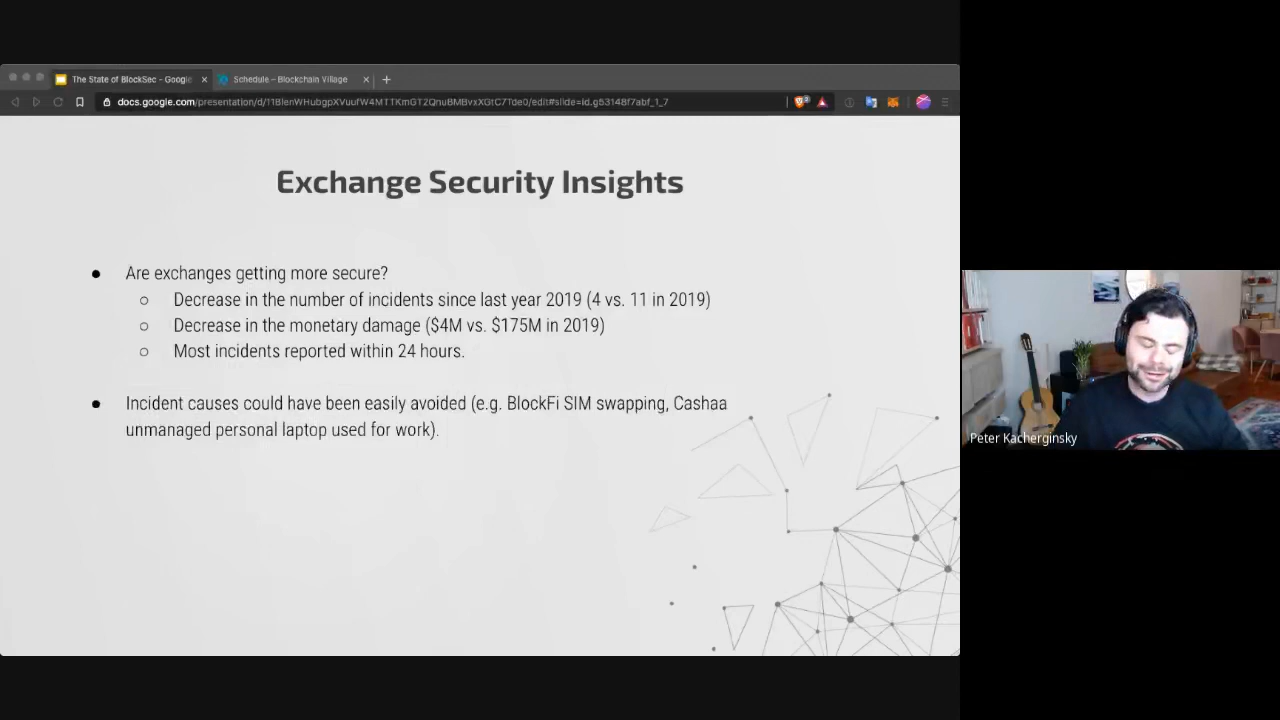 The State of BlockSec - Google
Schedule – Blockchain Village
docs.google.com/presentation/d/
Exchange Security Insights
Are exchanges getting more secure?
Decrease in the number of incidents since last year 2019 (4 vs. 11 in 2019)
Decrease in the monetary damage ($4M vs. $175M in 2019)
Most incidents reported within 24 hours.
Incident causes could have been easily avoided (e.g. BlockFi SIM swapping, Cashaa
unmanaged personal laptop used for work).
Peter Kacherginsky